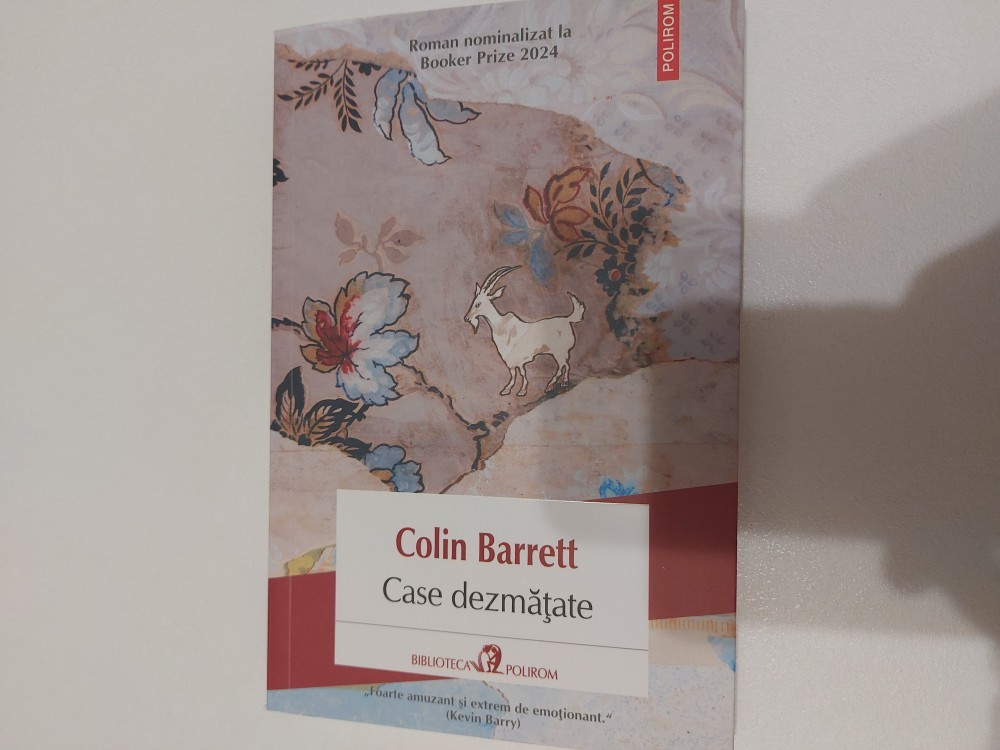 Roman nominalizat la
Booker Prize 2024
POLIROM
Colin Barrett
Case dezmăţate
BIBLIOTECA POLIROM
„Foarte amuzant şi extrem de emoţionant.“
(Kevin Barry)